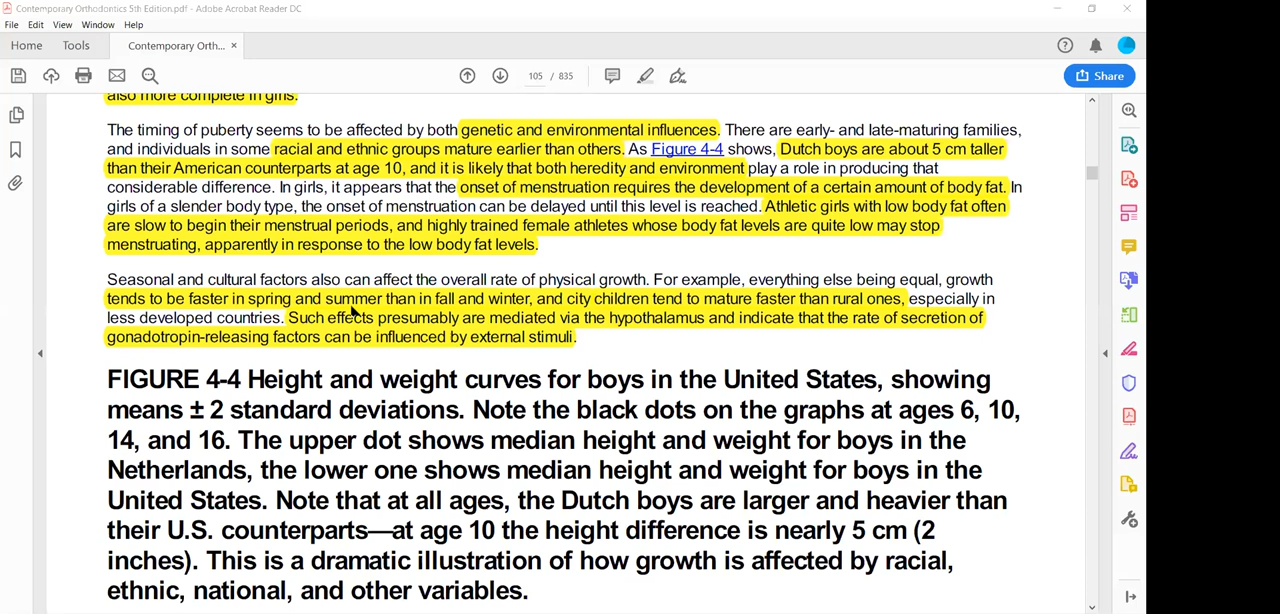 Contemporary Orthodontics 5th Edition.pdf - Adobe Acrobat Reader DC
File Edit View Window Help
Home Tools Contemporary Orth... ×
105 / 835 Share
also more complete in girls.
The timing of puberty seems to be affected by both genetic and environmental influences. There are early- and late-maturing families,
and individuals in some racial and ethnic groups mature earlier than others. As Figure 4-4 shows, Dutch boys are about 5 cm taller
than their American counterparts at age 10, and it is likely that both heredity and environment play a role in producing that
considerable difference. In girls, it appears that the onset of menstruation requires the development of a certain amount of body fat. In
girls of a slender body type, the onset of menstruation can be delayed until this level is reached. Athletic girls with low body fat often
are slow to begin their menstrual periods, and highly trained female athletes whose body fat levels are quite low may stop
menstruating, apparently in response to the low body fat levels.
Seasonal and cultural factors also can affect the overall rate of physical growth. For example, everything else being equal, growth
tends to be faster in spring and summer than in fall and winter, and city children tend to mature faster than rural ones, especially in
less developed countries. Such effects presumably are mediated via the hypothalamus and indicate that the rate of secretion of
gonadotropin-releasing factors can be influenced by external stimuli.
FIGURE 4-4 Height and weight curves for boys in the United States, showing
means ± 2 standard deviations. Note the black dots on the graphs at ages 6, 10,
14, and 16. The upper dot shows median height and weight for boys in the
Netherlands, the lower one shows median height and weight for boys in the
United States. Note that at all ages, the Dutch boys are larger and heavier than
their U.S. counterparts—at age 10 the height difference is nearly 5 cm (2
inches). This is a dramatic illustration of how growth is affected by racial,
ethnic, national, and other variables.